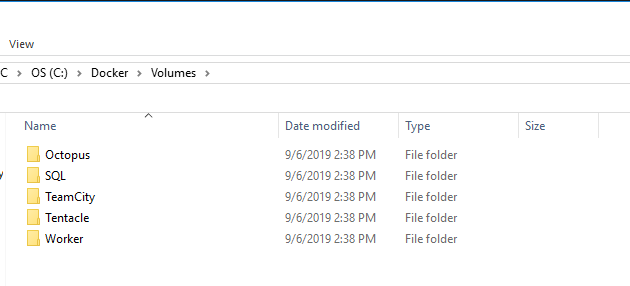 View
C > OS (C:) > Docker > Volumes >
Name Date modified Type Size
Octopus 9/6/2019 2:38 PM File folder
SQL 9/6/2019 2:38 PM File folder
TeamCity 9/6/2019 2:38 PM File folder
Tentacle 9/6/2019 2:38 PM File folder
Worker 9/6/2019 2:38 PM File folder